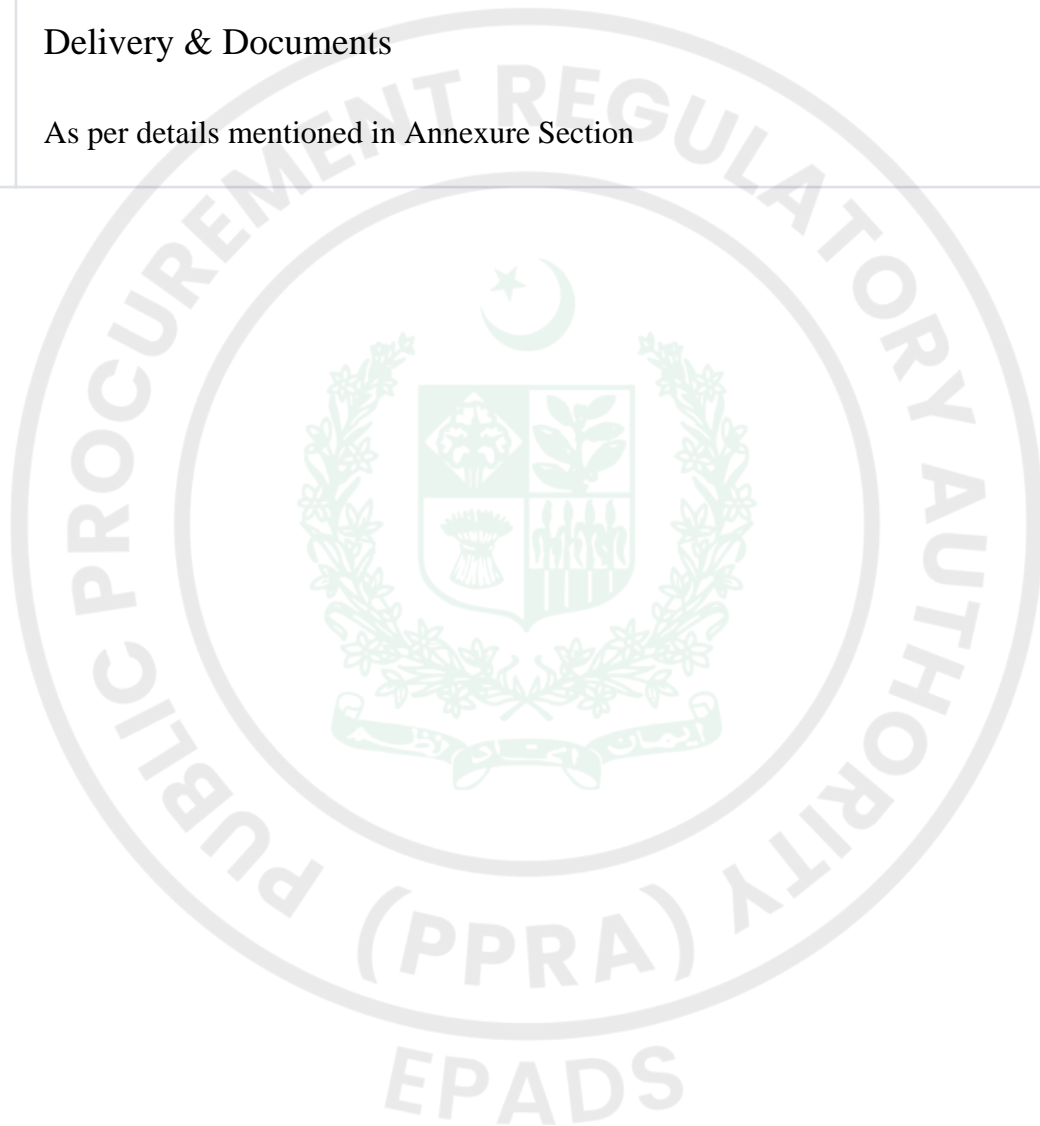 Delivery & Documents
As per details mentioned in Annexure Section
PUBLIC PROCUREMENT REGULATORY AUTHORITY
(PPRA)
EPADS